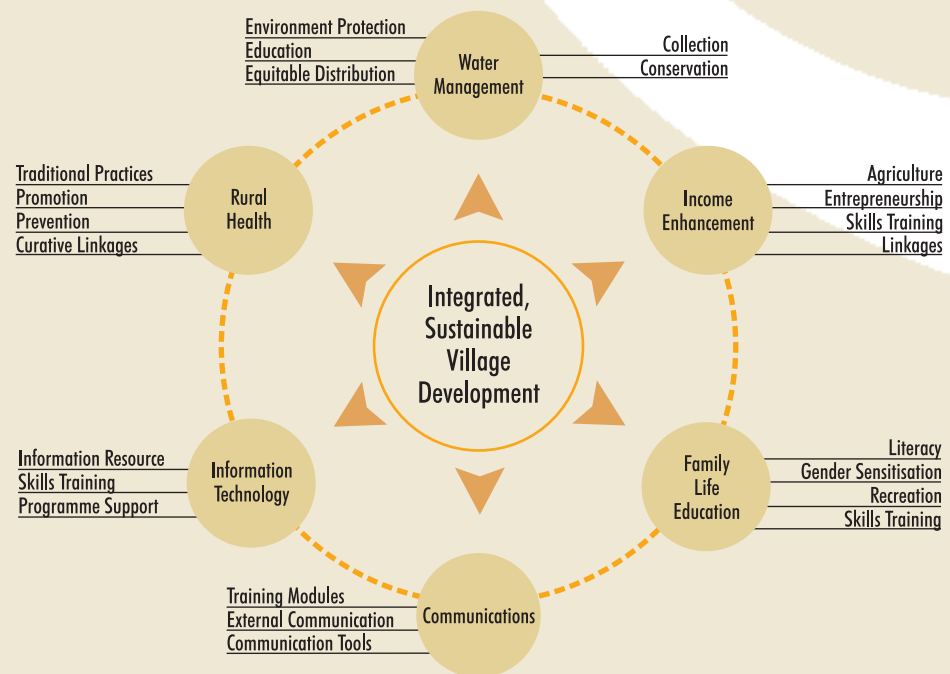 Environment Protection
Education
Equitable Distribution
Water
Management
Collection
Conservation
Traditional Practices
Promotion
Prevention
Curative Linkages
Rural
Health
Income
Enhancement
Agriculture
Entrepreneurship
Skills Training
Linkages
Integrated,
Sustainable
Village
Development
Information Resource
Skills Training
Programme Support
Information
Technology
Family
Life
Education
Literacy
Gender Sensitisation
Recreation
Skills Training
Training Modules
External Communication
Communication Tools
Communications